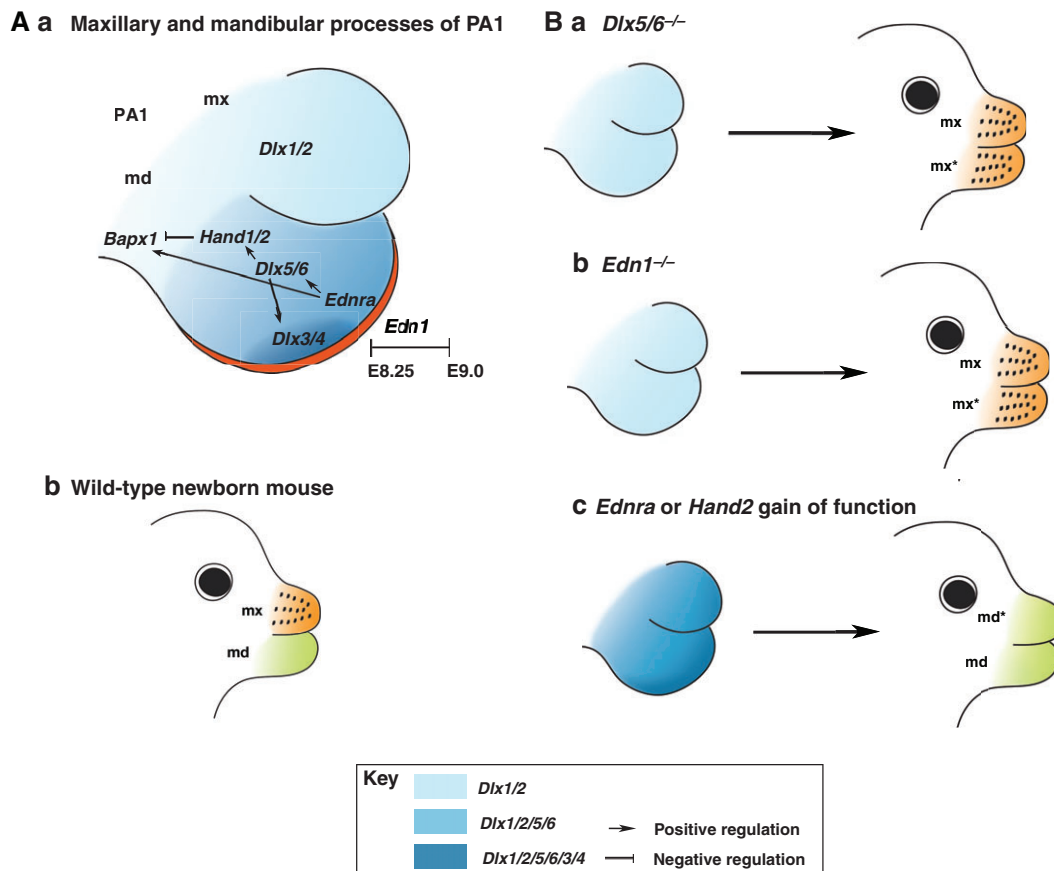 A a Maxillary and mandibular processes of PA1
PA1
mx
md
Dlx1/2
Bapx1
Hand1/2
Dlx5/6
Ednra
Dlx3/4
Edn1
E8.25 E9.0
b Wild-type newborn mouse
mx
md
B a Dlx5/6–/–
mx
mx*
b Edn1–/–
mx
mx*
c Ednra or Hand2 gain of function
md*
md
Key
Dlx1/2
Dlx1/2/5/6
Positive regulation
Dlx1/2/5/6/3/4
Negative regulation